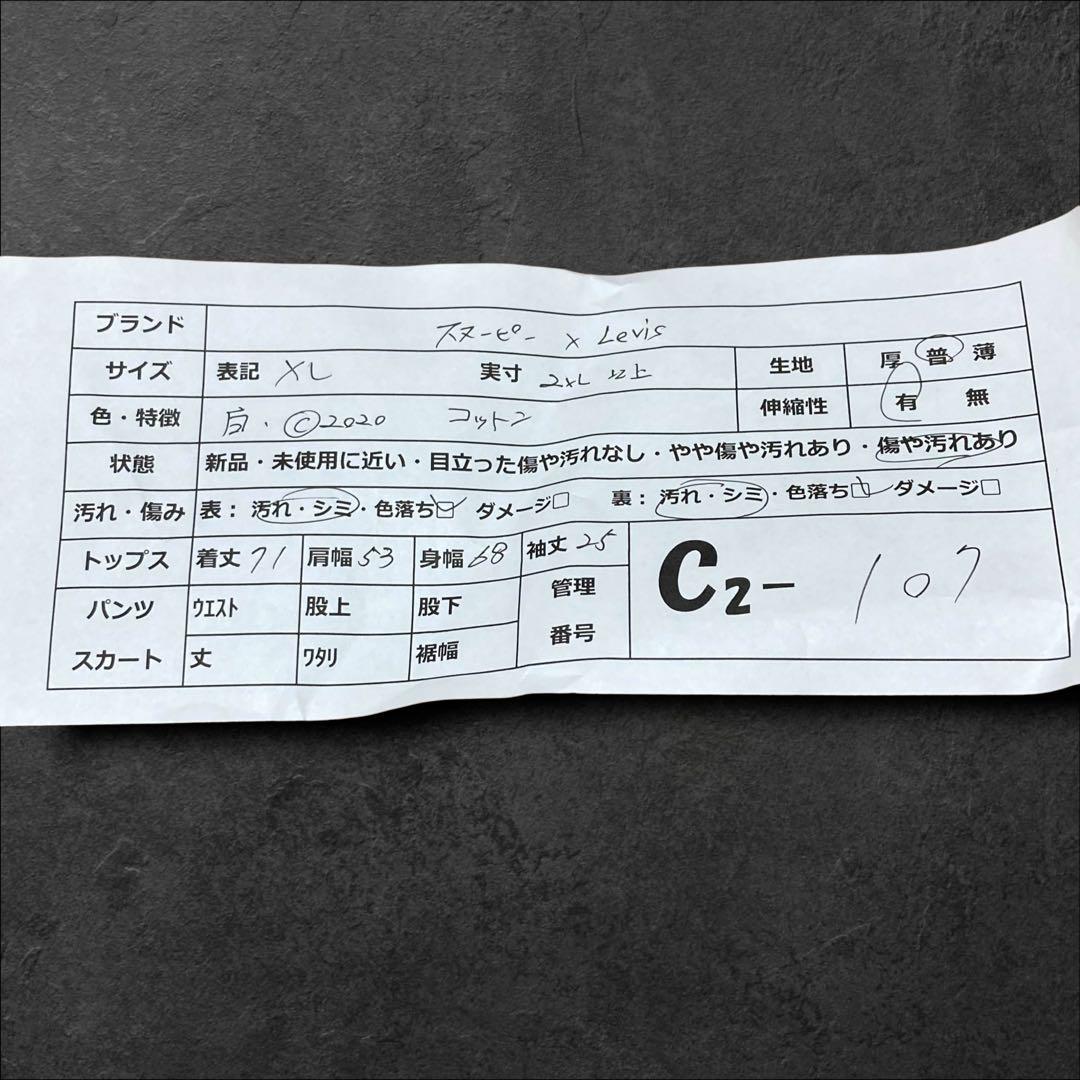 ブランド スヌーピー × Levis
サイズ 表記 XL 実寸 2XL 以上 生地 厚 普 薄
色・特徴 白・©2020 コットン 伸縮性 有 無
状態 新品・未使用に近い・目立った傷や汚れなし・やや傷や汚れあり・傷や汚れあり
汚れ・傷み 表： 汚れ・シミ・色落ち☑ ダメージ□ 裏： 汚れ・シミ・色落ち☑ ダメージ□
トップス 着丈 71 肩幅 53 身幅 68 袖丈 25
パンツ ｳｴｽﾄ 股上 股下 管理 C2- 107
スカート 丈 ﾜﾀﾘ 裾幅 番号